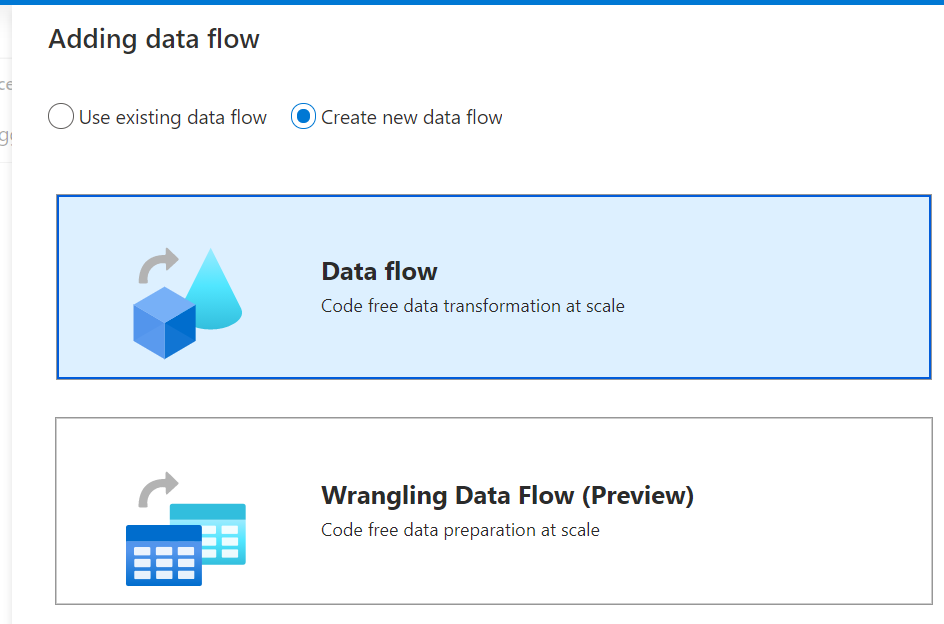 Adding data flow
Use existing data flow Create new data flow
Data flow
Code free data transformation at scale
Wrangling Data Flow (Preview)
Code free data preparation at scale